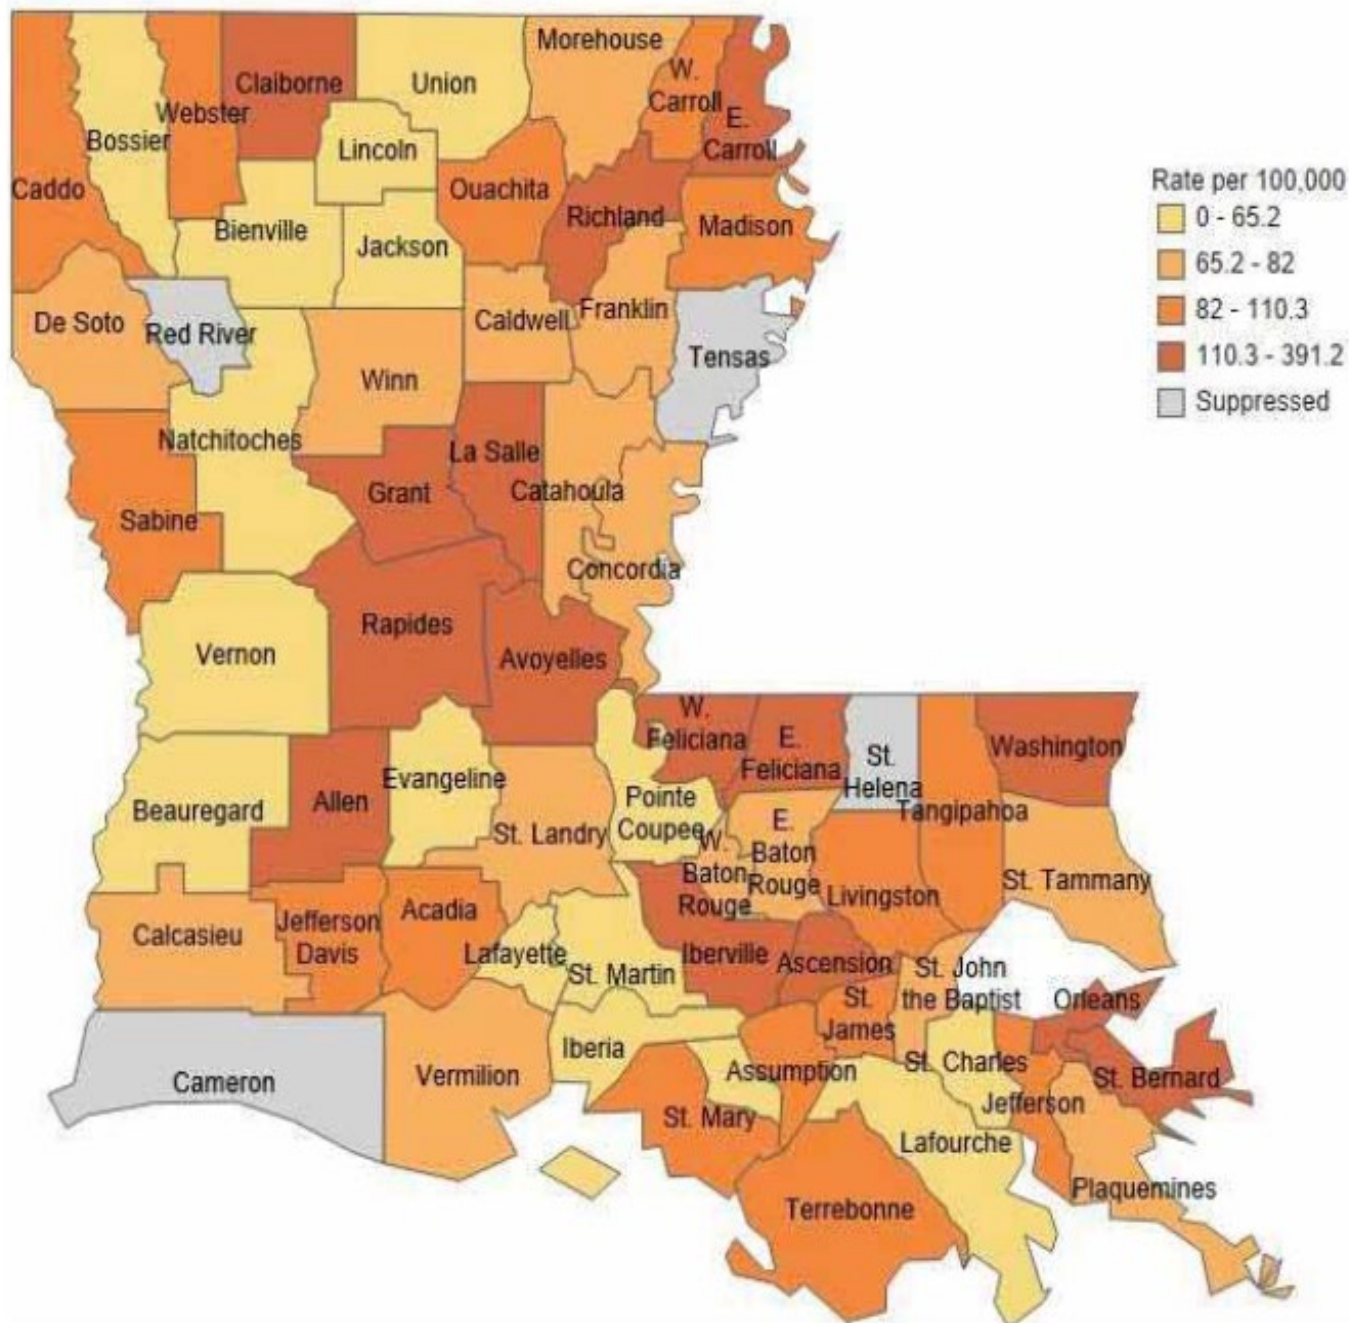 Morehouse
W.
Carroll
Claiborne
Union
Webster
E.
Carroll
Bossier
Lincoln
Caddo
Ouachita
Richland
Madison
Bienville
Jackson
De Soto
Red River
Caldwell
Franklin
Tensas
Winn
Natchitoches
La Salle
Grant
Catahoula
Sabine
Concordia
Rapides
Vernon
Avoyelles
W.
Feliciana
E.
Feliciana
St.
Helena
Washington
Evangeline
Beauregard
Allen
Pointe
Coupee
Tangipahoa
St. Landry
W.
Baton
Rouge
E.
Baton
Rouge
Livingston
St. Tammany
Calcasieu
Jefferson
Davis
Acadia
Lafayette
St. Martin
Iberville
Ascension
St. John
the Baptist
Orleans
St.
James
Iberia
Cameron
Vermilion
Assumption
St. Charles
St. Bernard
St. Mary
Jefferson
Lafourche
Plaquemines
Terrebonne
Rate per 100,000
0 - 65.2
65.2 - 82
82 - 110.3
110.3 - 391.2
Suppressed